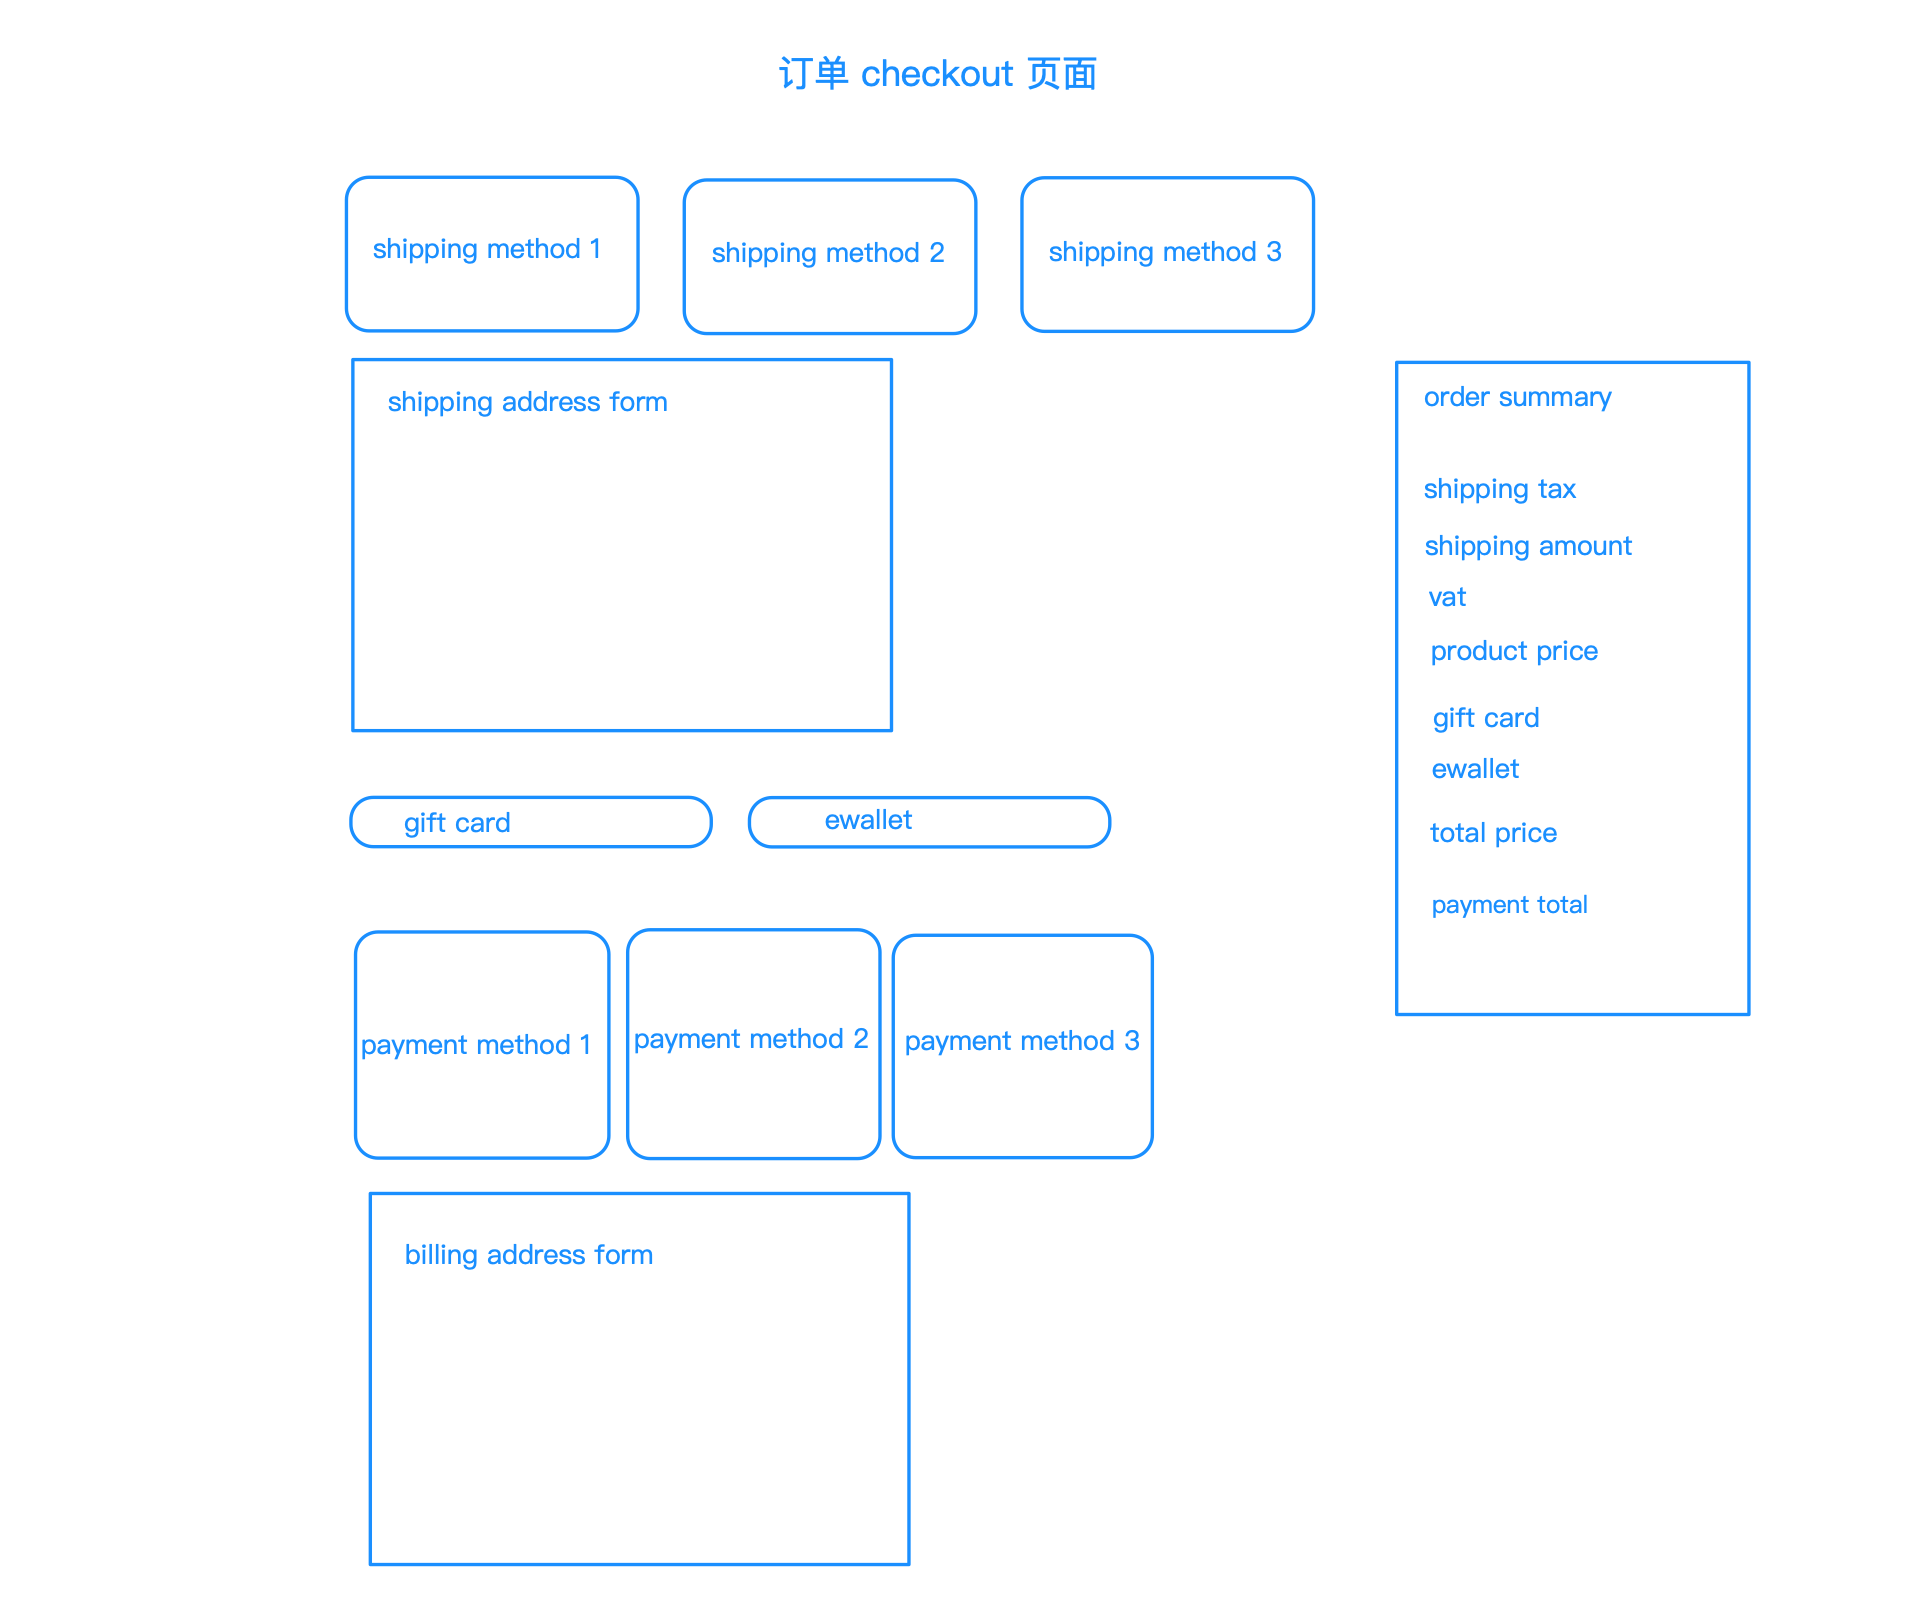 订单 checkout 页面
shipping method 1
shipping method 2
shipping method 3
shipping address form
gift card
ewallet
payment method 1
payment method 2
payment method 3
billing address form
order summary
shipping tax
shipping amount
vat
product price
gift card
ewallet
total price
payment total